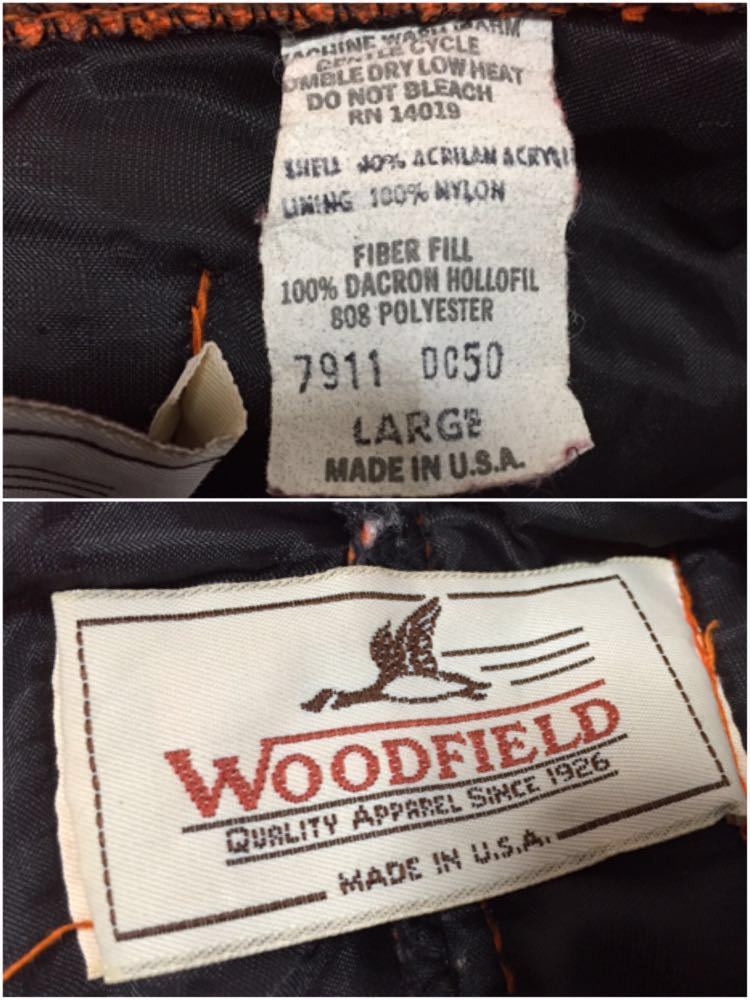 MACHINE WASH WARM
GENTLE CYCLE
TUMBLE DRY LOW HEAT
DO NOT BLEACH
RN 14019
SHELL 40% ACRILAN ACRYLI
LINING 100% NYLON
FIBER FILL
100% DACRON HOLLOFIL
808 POLYESTER
7911 DC50
LARGE
MADE IN U.S.A.
WOODFIELD
QUALITY APPAREL SINCE 1926
MADE IN U.S.A.